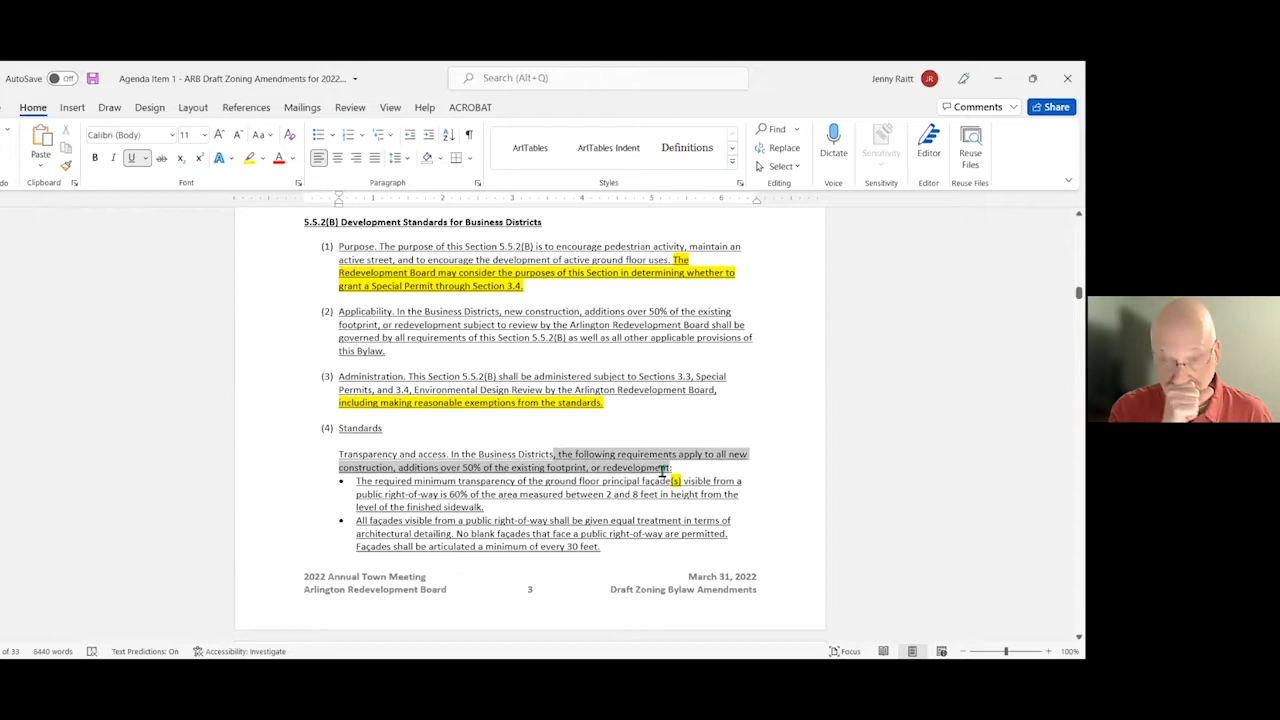 AutoSave Off Agenda Item 1 - ARB Draft Zoning Amendments for 2022... Search (Alt+Q) Jenny Raitt JR
Home Insert Draw Design Layout References Mailings Review View Help ACROBAT Comments Share
Paste Calibri (Body) 11 Aa ArlTables ArlTables Indent Definitions Find Replace Select Dictate Sensitivity Editor Reuse Files
B I U ab x₂ x² A A
Clipboard Font Paragraph Styles Editing Voice Sensitivity Editor Reuse Files
1 2 3 4 5 6
5.5.2(B) Development Standards for Business Districts
(1) Purpose. The purpose of this Section 5.5.2(B) is to encourage pedestrian activity, maintain an
active street, and to encourage the development of active ground floor uses. The
Redevelopment Board may consider the purposes of this Section in determining whether to
grant a Special Permit through Section 3.4.
(2) Applicability. In the Business Districts, new construction, additions over 50% of the existing
footprint, or redevelopment subject to review by the Arlington Redevelopment Board shall be
governed by all requirements of this Section 5.5.2(B) as well as all other applicable provisions of
this Bylaw.
(3) Administration. This Section 5.5.2(B) shall be administered subject to Sections 3.3, Special
Permits, and 3.4, Environmental Design Review by the Arlington Redevelopment Board,
including making reasonable exemptions from the standards.
(4) Standards
Transparency and access. In the Business Districts, the following requirements apply to all new
construction, additions over 50% of the existing footprint, or redevelopment:
• The required minimum transparency of the ground floor principal façade(s) visible from a
public right-of-way is 60% of the area measured between 2 and 8 feet in height from the
level of the finished sidewalk.
• All façades visible from a public right-of-way shall be given equal treatment in terms of
architectural detailing. No blank façades that face a public right-of-way are permitted.
Façades shall be articulated a minimum of every 30 feet.
2022 Annual Town Meeting March 31, 2022
Arlington Redevelopment Board 3 Draft Zoning Bylaw Amendments
of 33 8440 words Text Predictions: On Accessibility: Investigate Focus 100%